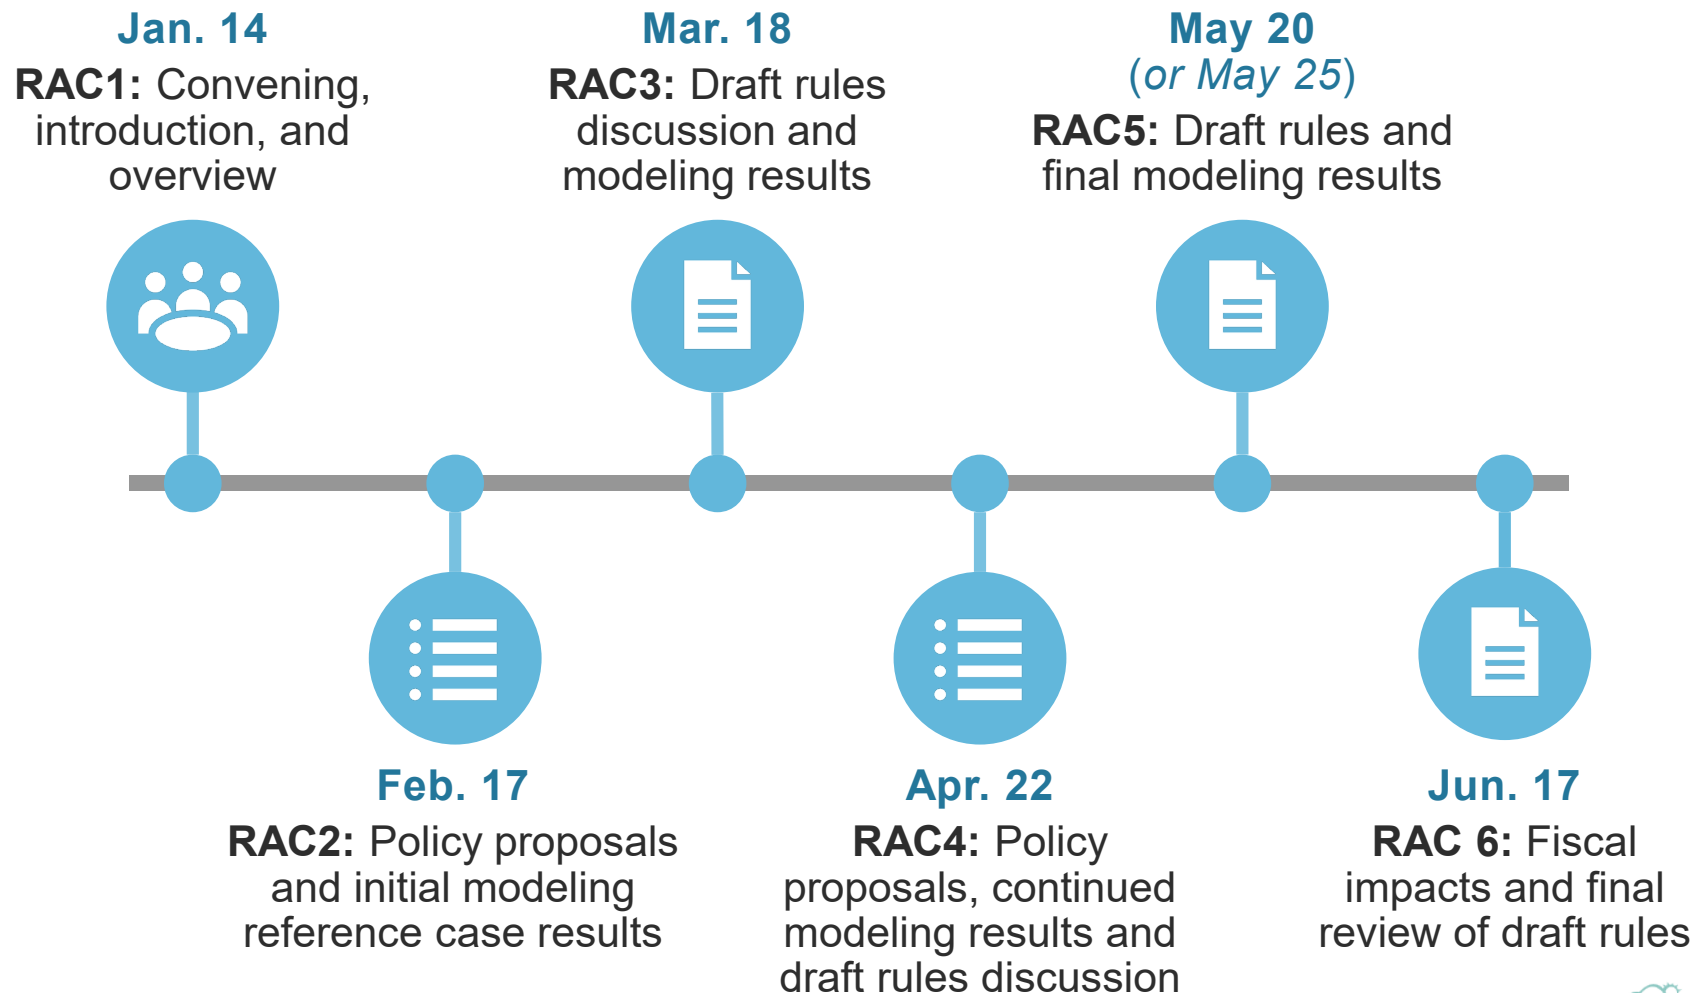 Jan. 14
RAC1: Convening,
introduction, and
overview
Mar. 18
RAC3: Draft rules
discussion and
modeling results
May 20
(or May 25)
RAC5: Draft rules and
final modeling results
Feb. 17
RAC2: Policy proposals
and initial modeling
reference case results
Apr. 22
RAC4: Policy
proposals, continued
modeling results and
draft rules discussion
Jun. 17
RAC 6: Fiscal
impacts and final
review of draft rules